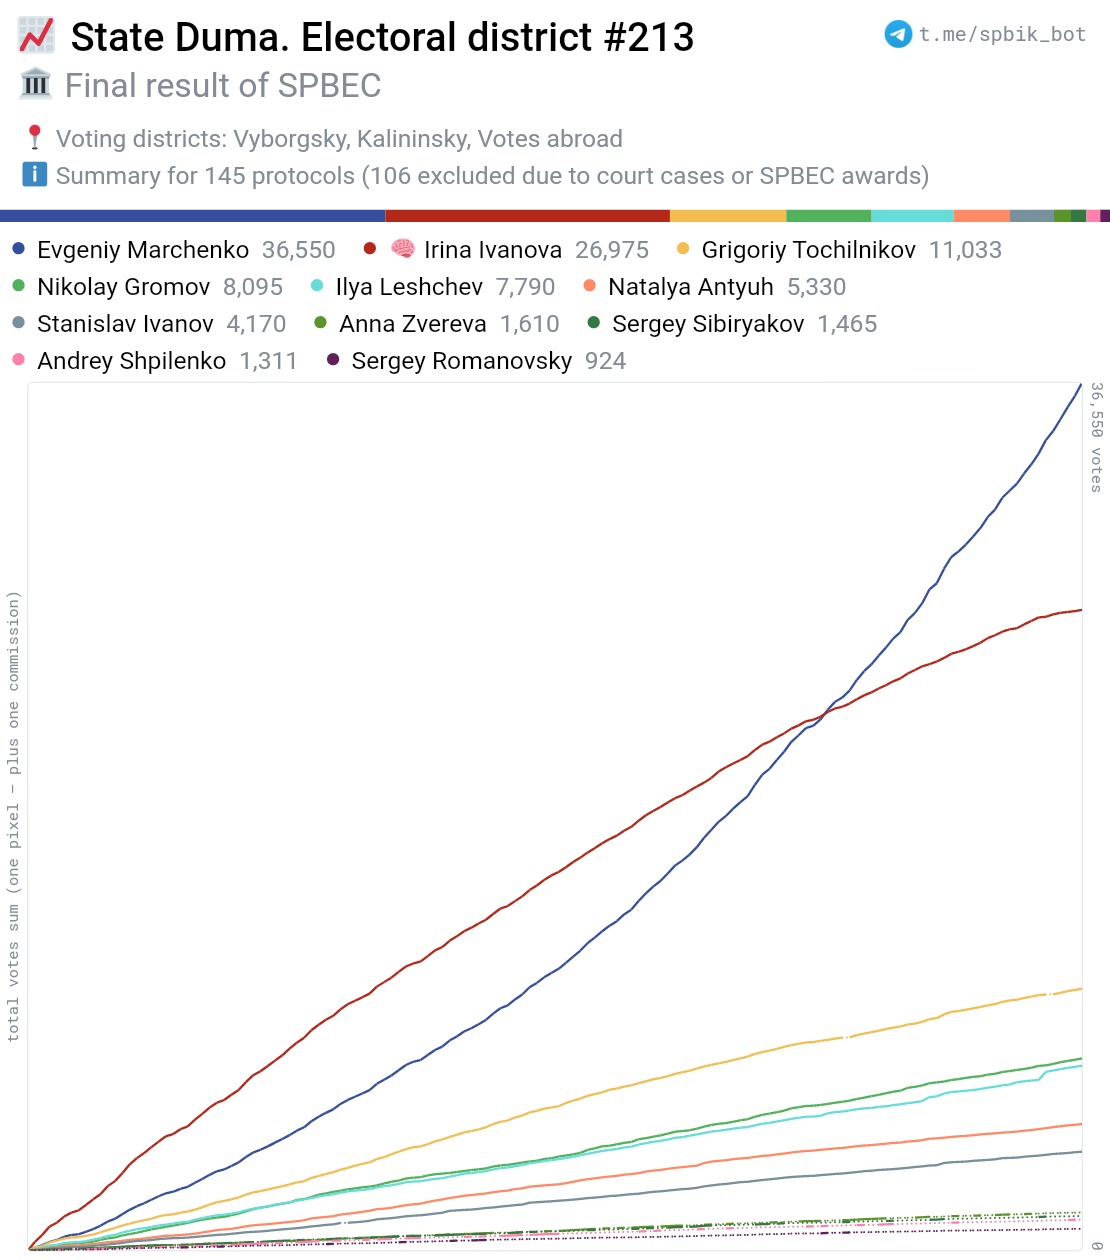 State Duma. Electoral district #213
t.me/spbik_bot
Final result of SPBEC
Voting districts: Vyborgsky, Kalininsky, Votes abroad
Summary for 145 protocols (106 excluded due to court cases or SPBEC awards)
Evgeniy Marchenko 36,550 Irina Ivanova 26,975 Grigoriy Tochilnikov 11,033
Nikolay Gromov 8,095 Ilya Leshchev 7,790 Natalya Antyuh 5,330
Stanislav Ivanov 4,170 Anna Zvereva 1,610 Sergey Sibiryakov 1,465
Andrey Shpilenko 1,311 Sergey Romanovsky 924
36,550 votes
total votes sum (one pixel — plus one commission)
0